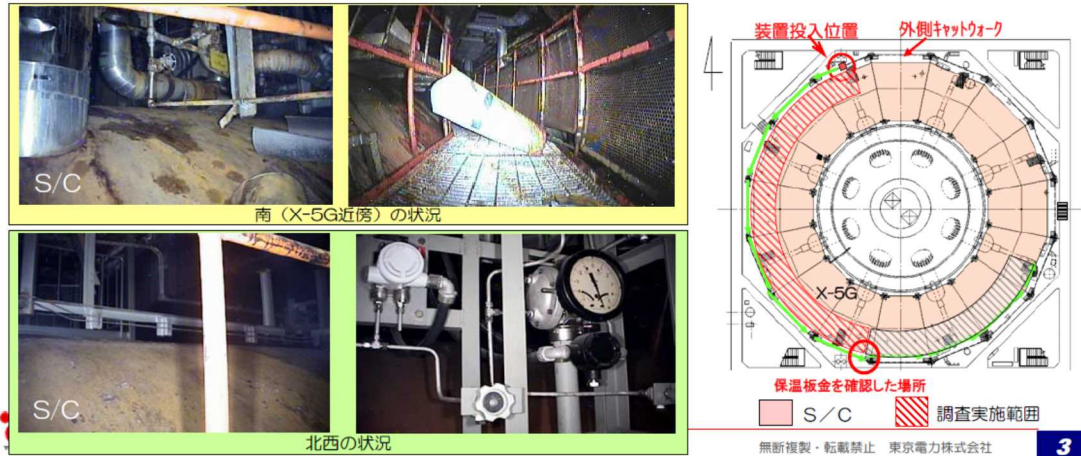 S/C
南（X-5G近傍）の状況
S/C
北西の状況
装置投入位置
外側キャットウォーク
X-5G
保温板金を確認した場所
S／C
調査実施範囲
無断複製・転載禁止　東京電力株式会社
3